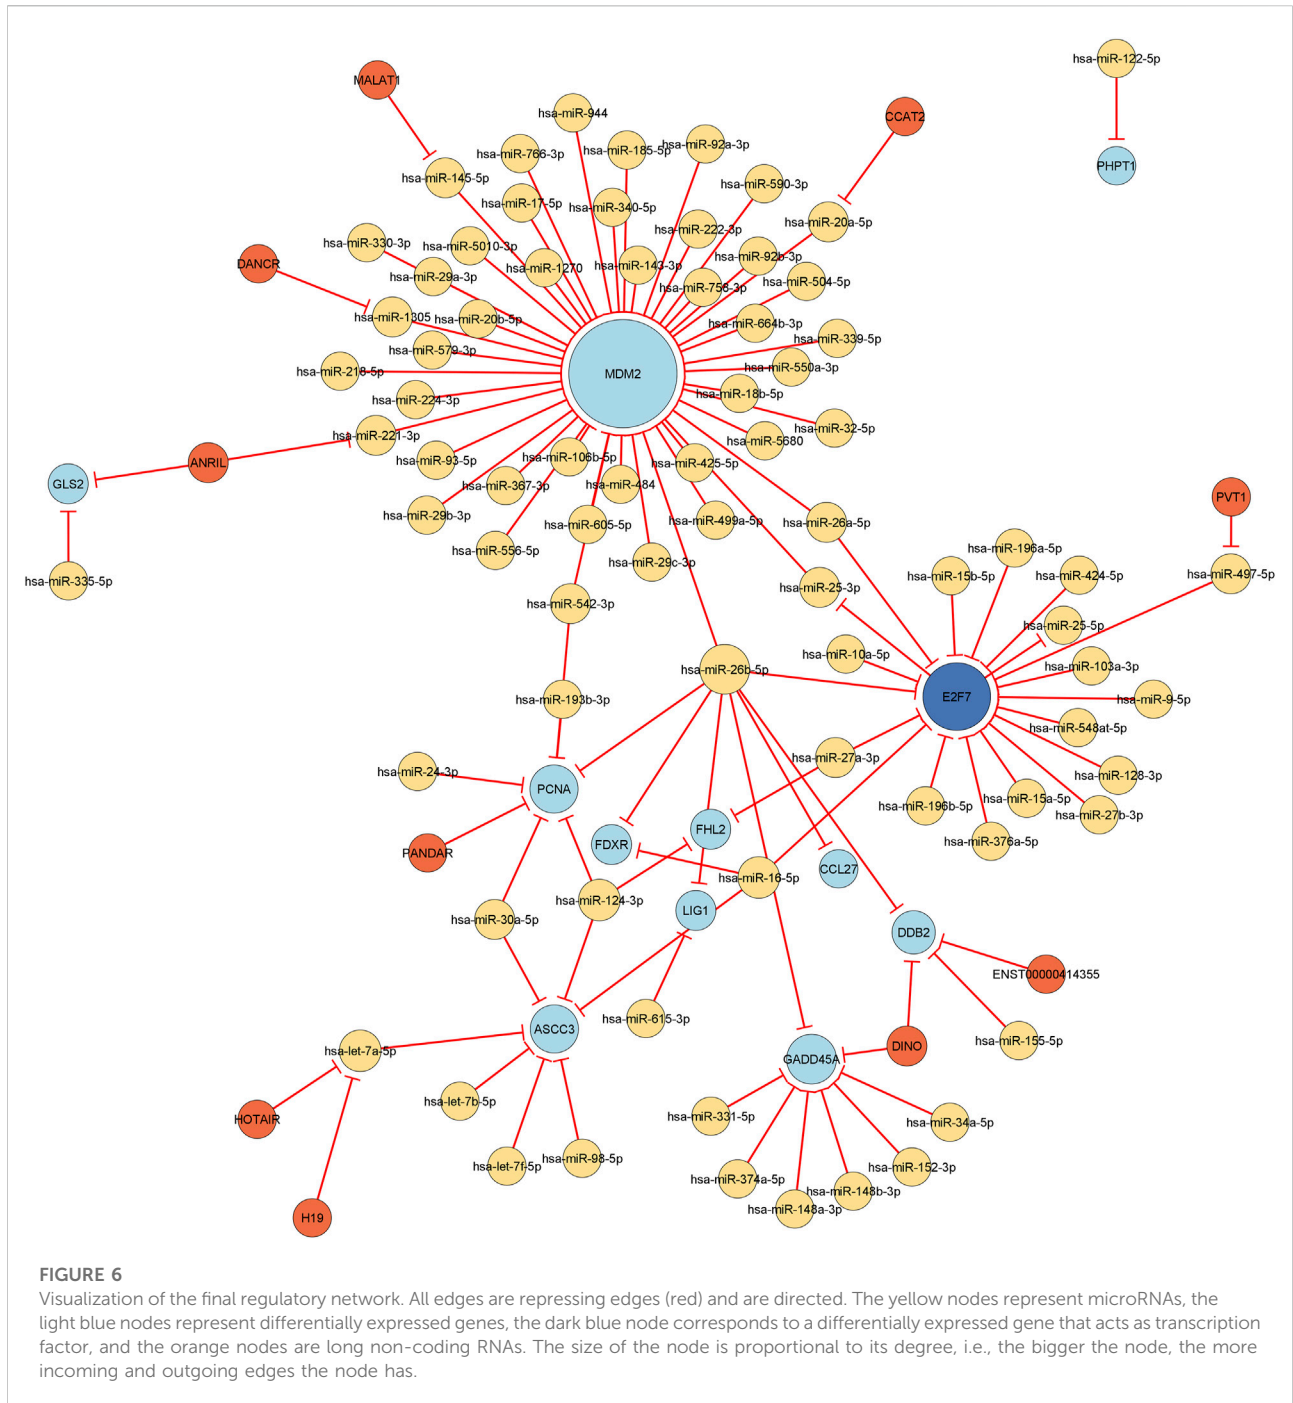 hsa-miR-122-5p
MALAT1
hsa-miR-944
CCAT2
hsa-miR-185-5p
hsa-miR-92a-3p
hsa-miR-766-3p
PHPT1
hsa-miR-145-5p
hsa-miR-590-3p
hsa-miR-17-5p
hsa-miR-340-5p
hsa-miR-20a-5p
hsa-miR-222-3p
hsa-miR-330-3p
hsa-miR-5010-3p
hsa-miR-92b-3p
DANCR
hsa-miR-29a-3p
hsa-miR-1270
hsa-miR-143-3p
hsa-miR-504-5p
hsa-miR-758-3p
hsa-miR-1305
hsa-miR-20b-5p
hsa-miR-664b-3p
hsa-miR-339-5p
hsa-miR-579-3p
hsa-miR-218-5p
MDM2
hsa-miR-550a-3p
hsa-miR-18b-5p
hsa-miR-224-3p
hsa-miR-32-5p
hsa-miR-221-3p
hsa-miR-5680
ANRIL
hsa-miR-93-5p
hsa-miR-106b-5p
hsa-miR-425-5p
GLS2
hsa-miR-367-3p
hsa-miR-484
PVT1
hsa-miR-29b-3p
hsa-miR-605-5p
hsa-miR-499a-5p
hsa-miR-26a-5p
hsa-miR-556-5p
hsa-miR-29c-3p
hsa-miR-196a-5p
hsa-miR-335-5p
hsa-miR-25-3p
hsa-miR-15b-5p
hsa-miR-424-5p
hsa-miR-497-5p
hsa-miR-542-3p
hsa-miR-25-5p
hsa-miR-10a-5p
hsa-miR-26b-5p
hsa-miR-103a-3p
hsa-miR-193b-3p
E2F7
hsa-miR-9-5p
hsa-miR-548at-5p
hsa-miR-24-3p
hsa-miR-27a-3p
hsa-miR-128-3p
PCNA
hsa-miR-196b-5p
hsa-miR-15a-5p
hsa-miR-27b-3p
PANDAR
FDXR
FHL2
hsa-miR-376a-5p
CCL27
hsa-miR-16-5p
hsa-miR-124-3p
hsa-miR-30a-5p
LIG1
DDB2
ENST00000414355
hsa-miR-615-3p
ASCC3
hsa-let-7a-5p
GADD45A
DINO
hsa-miR-155-5p
hsa-let-7b-5p
HOTAIR
hsa-miR-331-5p
hsa-miR-34a-5p
hsa-let-7f-5p
hsa-miR-98-5p
hsa-miR-374a-5p
hsa-miR-152-3p
hsa-miR-148b-3p
hsa-miR-148a-3p
H19
FIGURE 6
Visualization of the final regulatory network. All edges are repressing edges (red) and are directed. The yellow nodes represent microRNAs, the
light blue nodes represent differentially expressed genes, the dark blue node corresponds to a differentially expressed gene that acts as transcription
factor, and the orange nodes are long non-coding RNAs. The size of the node is proportional to its degree, i.e., the bigger the node, the more
incoming and outgoing edges the node has.